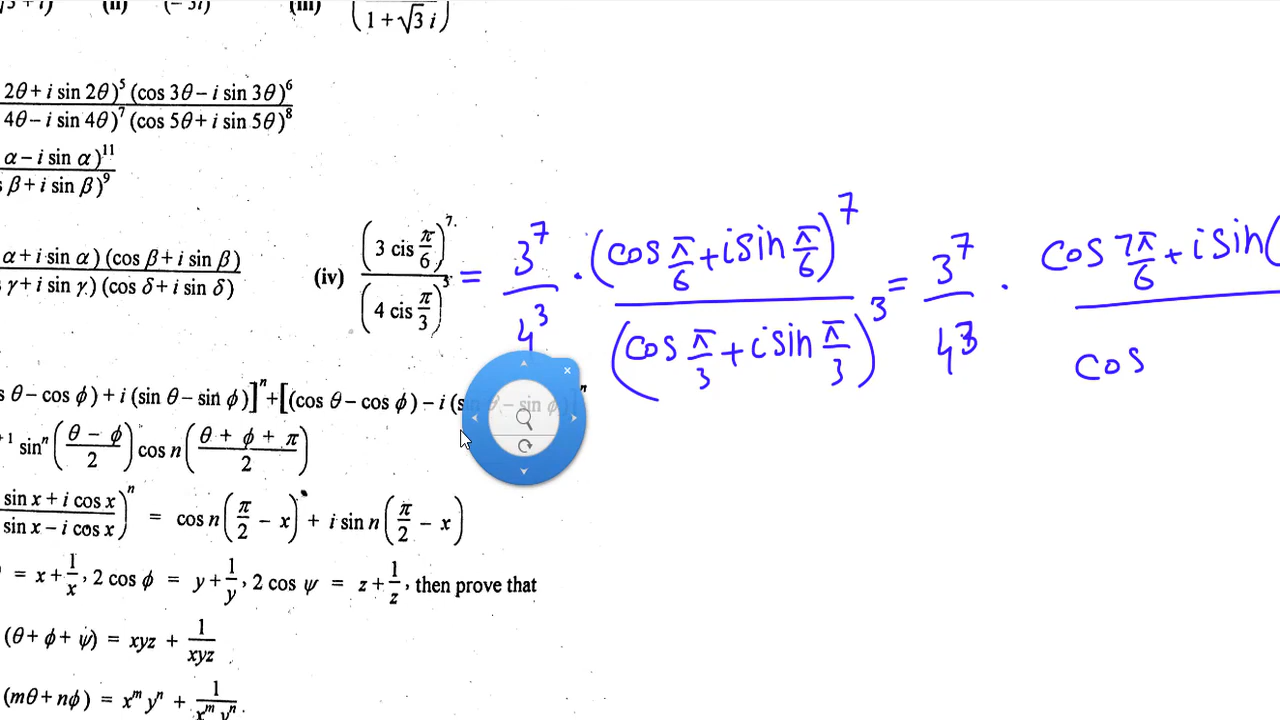 (ii) (− 3i) (iii)
1 + √3 i
2θ + i sin 2θ)⁵ (cos 3θ − i sin 3θ)⁶
4θ − i sin 4θ)⁷ (cos 5θ + i sin 5θ)⁸
α − i sin α)¹¹
β + i sin β)⁹
α + i sin α) (cos β + i sin β)
γ + i sin γ) (cos δ + i sin δ)
(iv) (3 cis π/6)⁷ / (4 cis π/3)³ = 3⁷/4³ · (cos π/6 + i sin π/6)⁷ / (cos π/3 + i sin π/3)³ = 3⁷/4³ · cos 7π/6 + i sin( / cos
θ − cos ϕ) + i (sin θ − sin ϕ)]ⁿ + [(cos θ − cos ϕ) − i (sin θ − sin ϕ)]ⁿ
⁺¹ sinⁿ ((θ − ϕ)/2) cos n ((θ + ϕ + π)/2)
(sin x + i cos x / sin x − i cos x)ⁿ = cos n (π/2 − x) + i sin n (π/2 − x)
= x + 1/x, 2 cos ϕ = y + 1/y, 2 cos ψ = z + 1/z, then prove that
(θ + ϕ + ψ) = xyz + 1/xyz
(mθ + nϕ) = xᵐ yⁿ + 1/xᵐ yⁿ